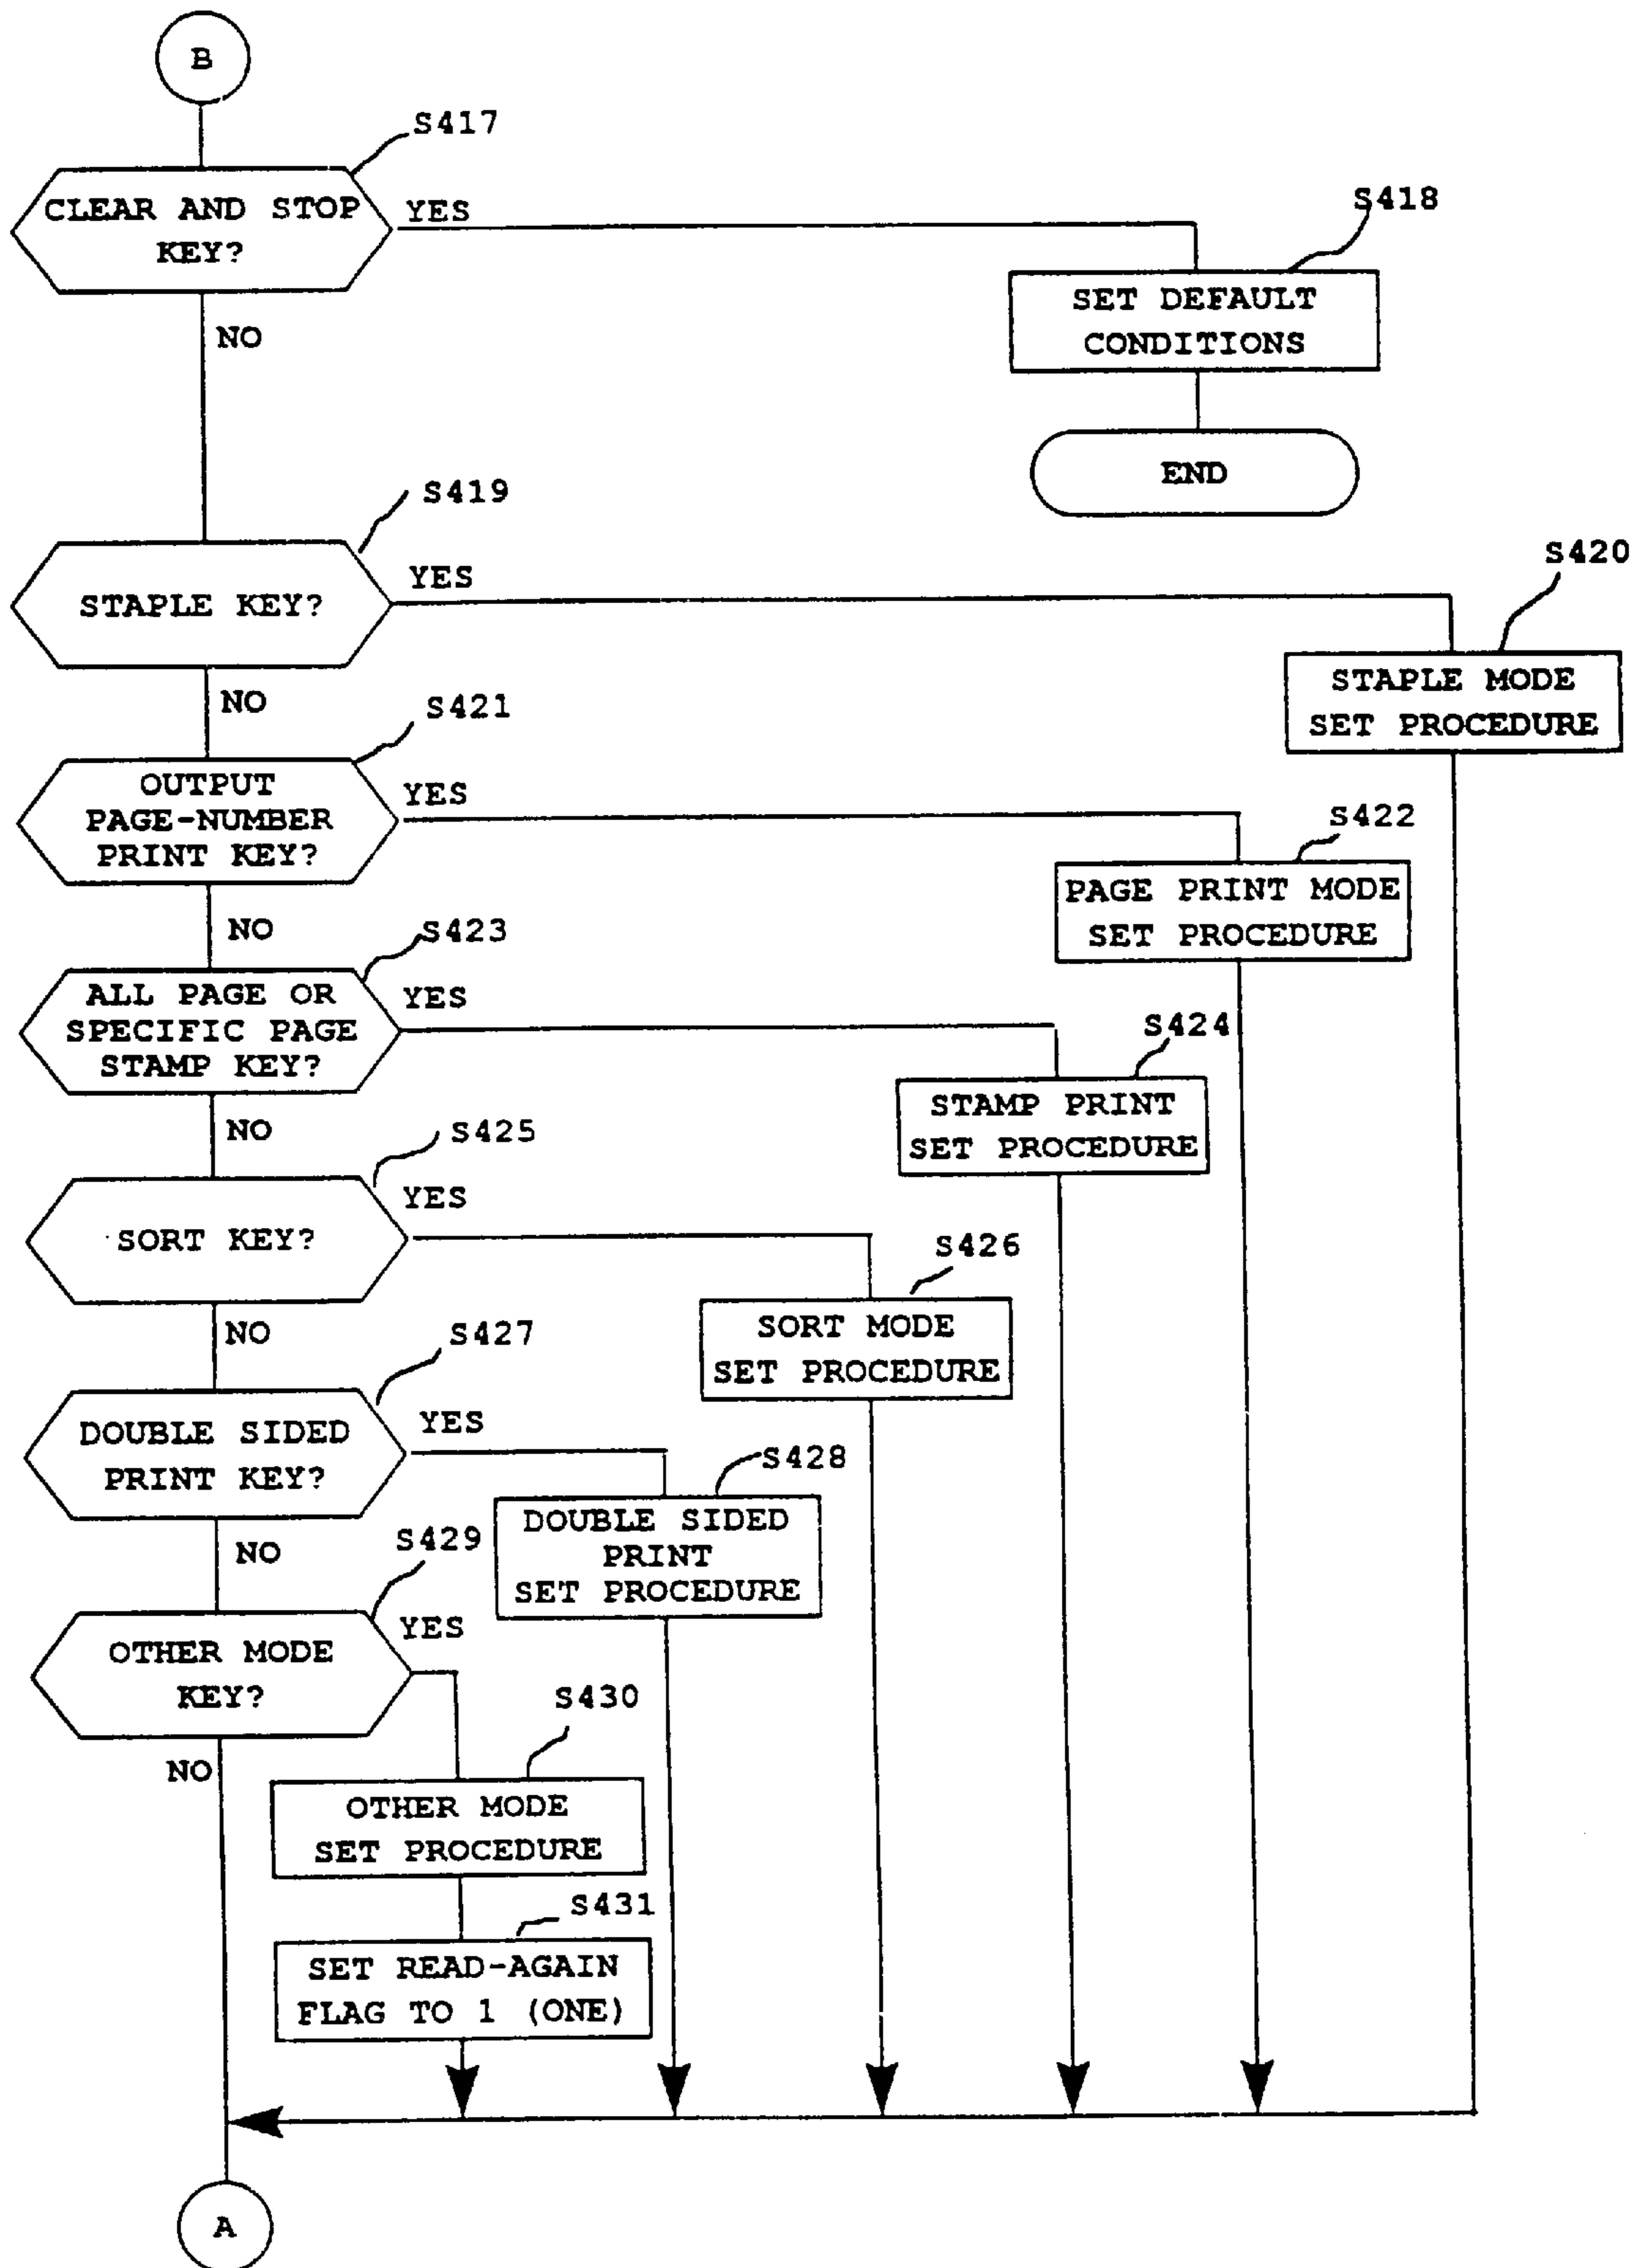 B
S417
CLEAR AND STOP
KEY?
YES
NO
S418
SET DEFAULT
CONDITIONS
END
S419
STAPLE KEY?
YES
NO
S420
STAPLE MODE
SET PROCEDURE
S421
OUTPUT
PAGE-NUMBER
PRINT KEY?
YES
NO
S422
PAGE PRINT MODE
SET PROCEDURE
S423
ALL PAGE OR
SPECIFIC PAGE
STAMP KEY?
YES
NO
S424
STAMP PRINT
SET PROCEDURE
S425
SORT KEY?
YES
NO
S426
SORT MODE
SET PROCEDURE
S427
DOUBLE SIDED
PRINT KEY?
YES
NO
S428
DOUBLE SIDED
PRINT
SET PROCEDURE
S429
OTHER MODE
KEY?
YES
NO
S430
OTHER MODE
SET PROCEDURE
S431
SET READ-AGAIN
FLAG TO 1 (ONE)
A